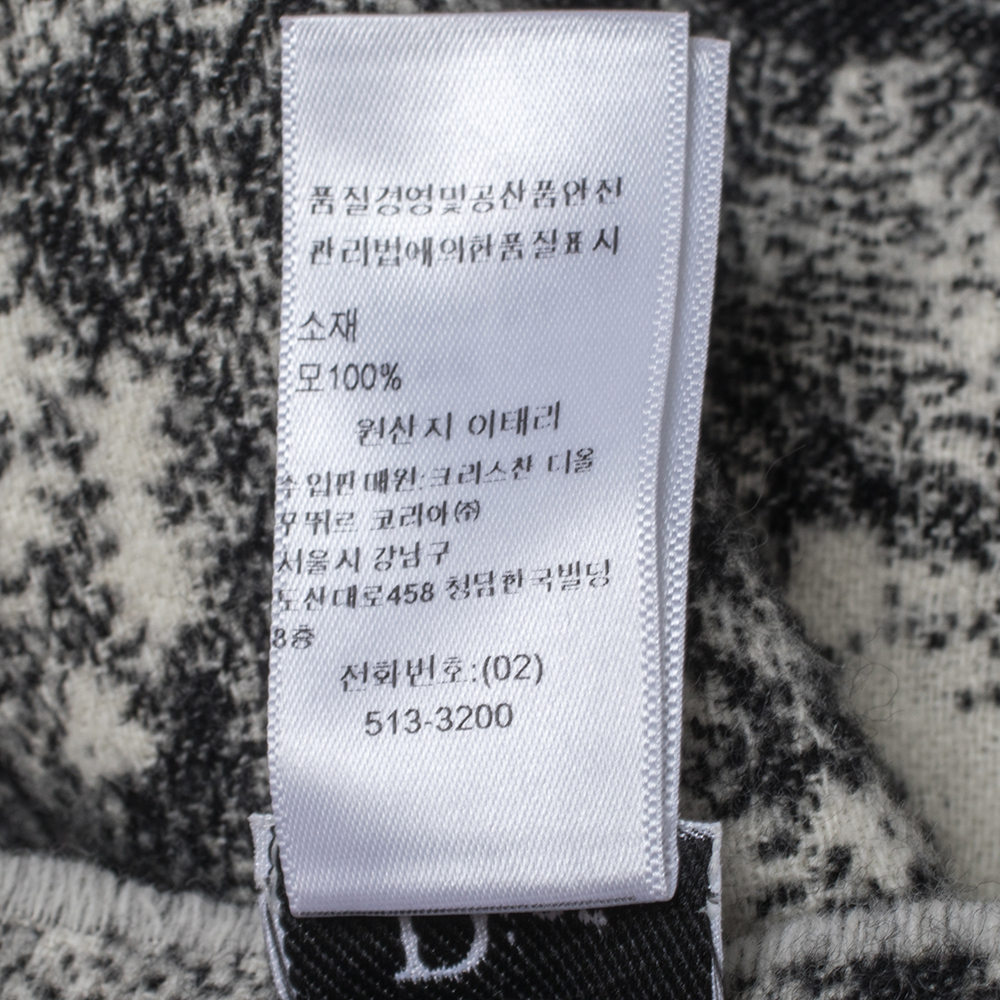 품질경영및공산품안전
관리법에의한품질표시
소재
모100%
원산지 이태리
수입판매원:크리스챤 디올
꾸뛰르 코리아㈜
서울시 강남구
도산대로458 청담한국빌딩
8층
전화번호:(02)
513-3200
D